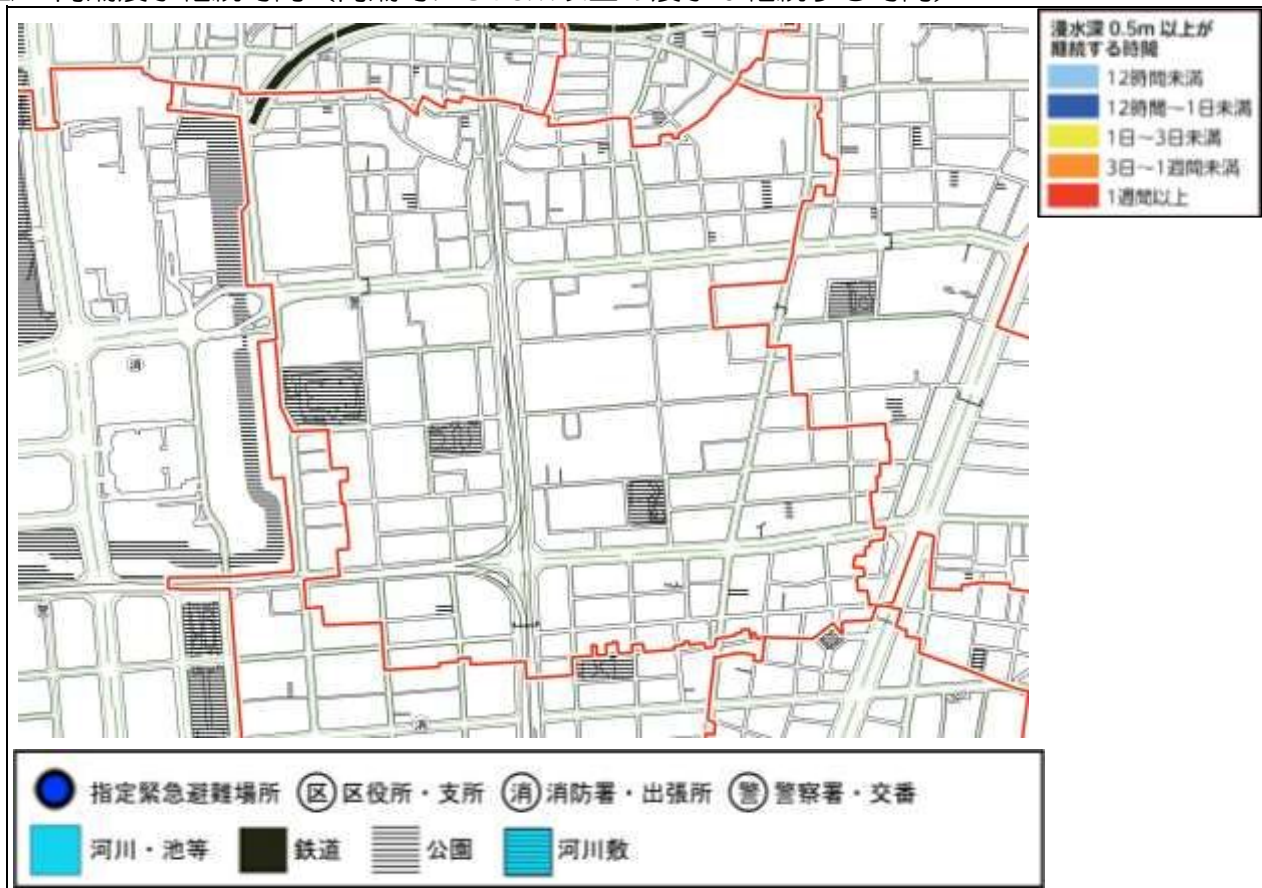 浸水深 0.5m 以上が
継続する時間
12時間未満
12時間~1日未満
1日~3日未満
3日~1週間未満
1週間以上
消
消
指定緊急避難場所 区 区役所・支所 消 消防署・出張所 警 警察署・交番
河川・池等 鉄道 公園 河川敷